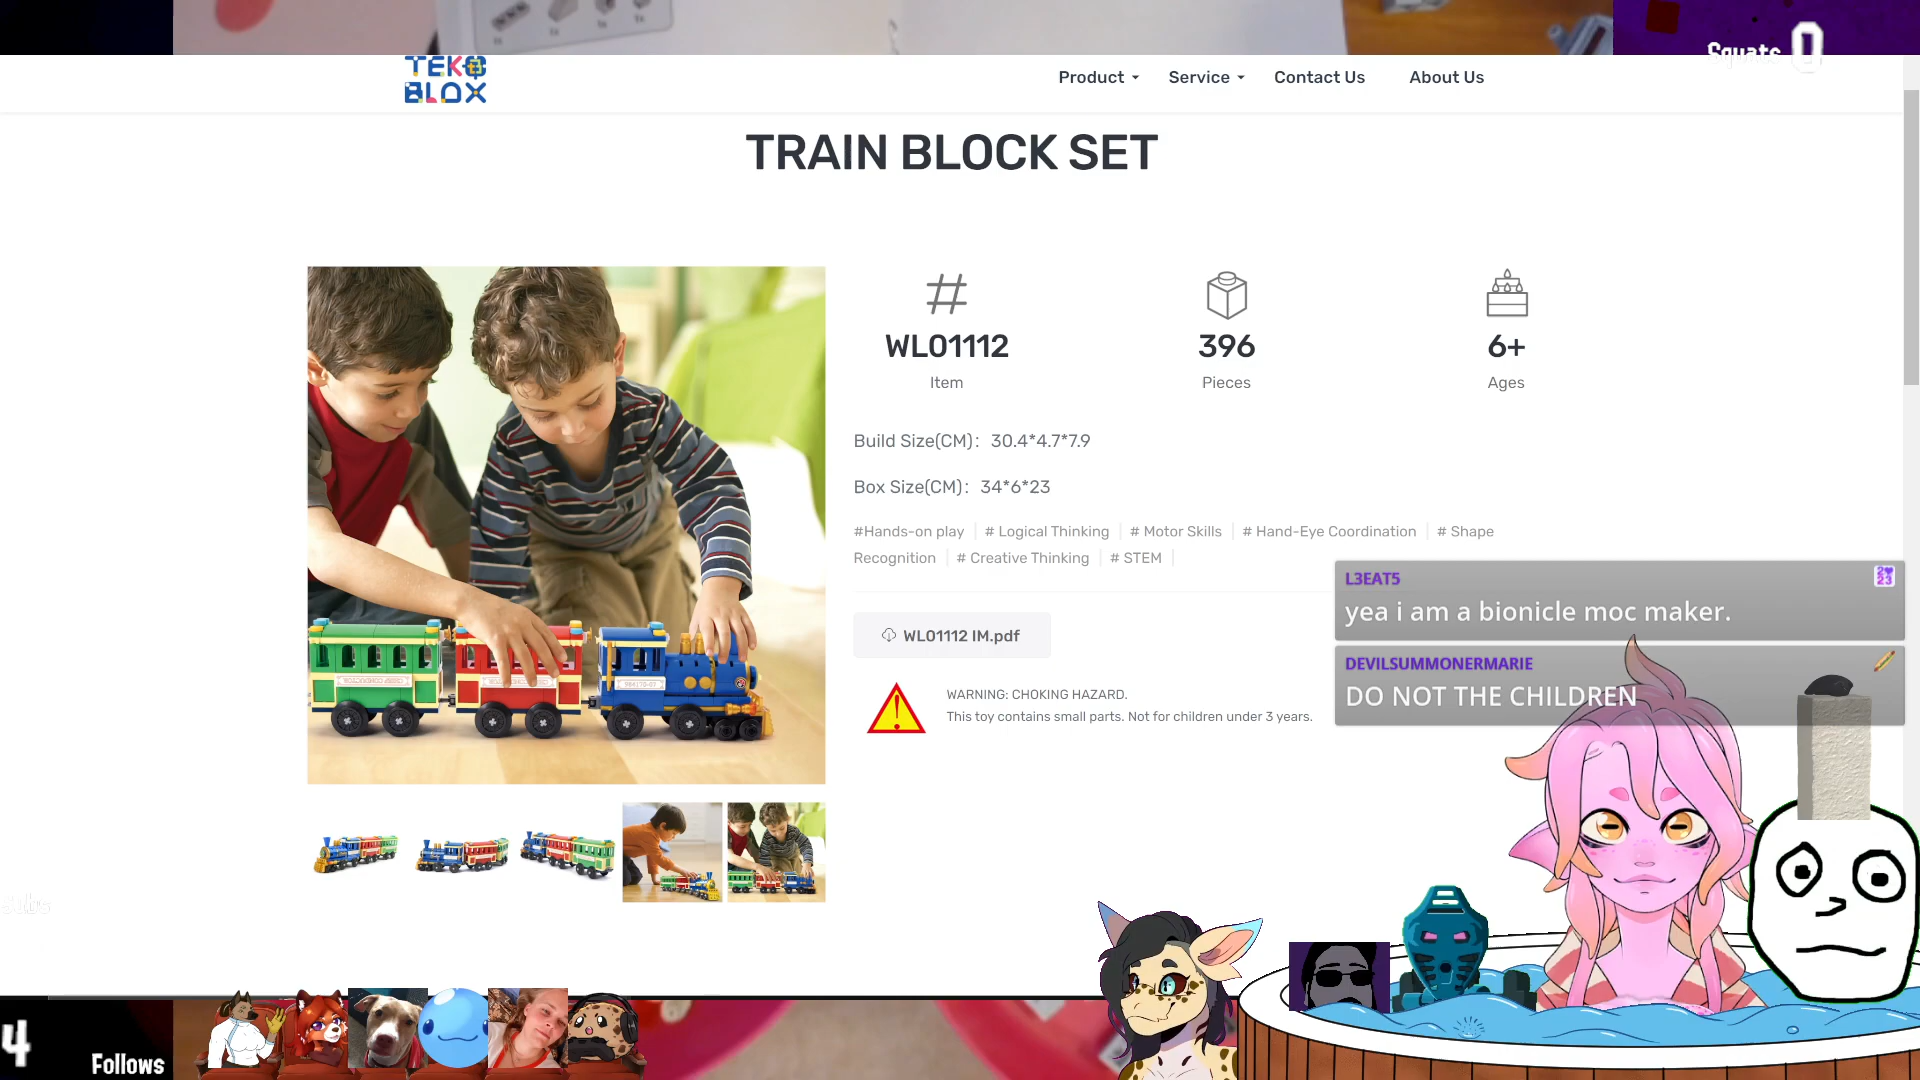 Squats 0
TEKO
BLOX
Product
Service
Contact Us
About Us
TRAIN BLOCK SET
WL01112
Item
396
Pieces
6+
Ages
Build Size(CM): 30.4*4.7*7.9
Box Size(CM): 34*6*23
#Hands-on play | # Logical Thinking | # Motor Skills | # Hand-Eye Coordination | # Shape
Recognition | # Creative Thinking | # STEM |
WL01112 IM.pdf
WARNING: CHOKING HAZARD.
This toy contains small parts. Not for children under 3 years.
L3EAT5
yea i am a bionicle moc maker.
DEVILSUMMONERMARIE
DO NOT THE CHILDREN
Subs
4
Follows